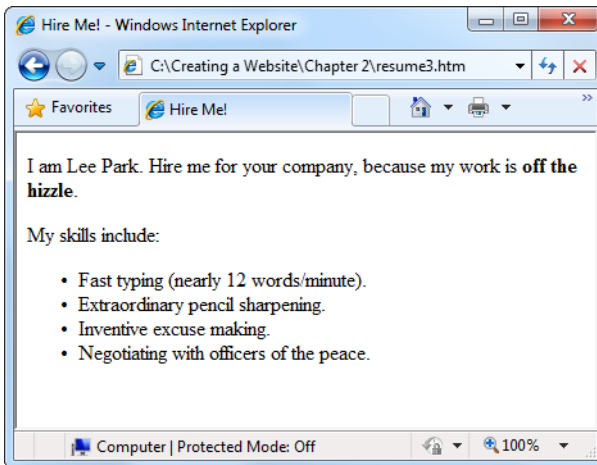 Hire Me! - Windows Internet Explorer
C:\Creating a Website\Chapter 2\resume3.htm
Favorites
Hire Me!
I am Lee Park. Hire me for your company, because my work is off the
hizzle.
My skills include:
• Fast typing (nearly 12 words/minute).
• Extraordinary pencil sharpening.
• Inventive excuse making.
• Negotiating with officers of the peace.
Computer | Protected Mode: Off
100%